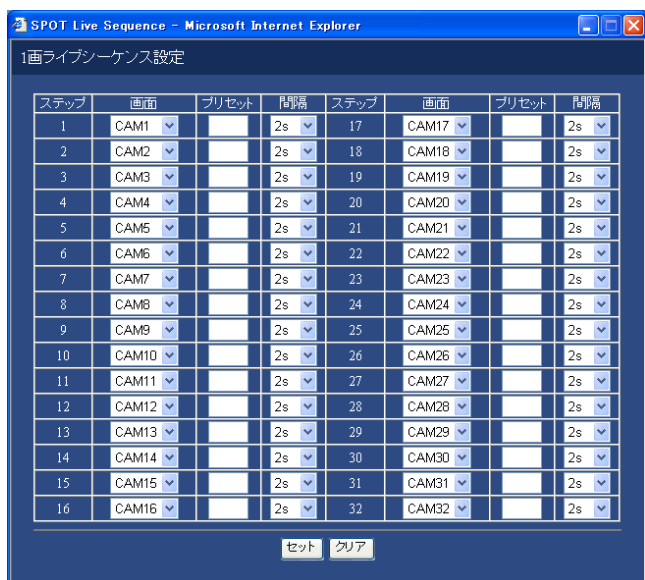 SPOT Live Sequence - Microsoft Internet Explorer
1画ライブシーケンス設定
ステップ 画面 プリセット 間隔 ステップ 画面 プリセット 間隔
1 CAM1 2s 17 CAM17 2s
2 CAM2 2s 18 CAM18 2s
3 CAM3 2s 19 CAM19 2s
4 CAM4 2s 20 CAM20 2s
5 CAM5 2s 21 CAM21 2s
6 CAM6 2s 22 CAM22 2s
7 CAM7 2s 23 CAM23 2s
8 CAM8 2s 24 CAM24 2s
9 CAM9 2s 25 CAM25 2s
10 CAM10 2s 26 CAM26 2s
11 CAM11 2s 27 CAM27 2s
12 CAM12 2s 28 CAM28 2s
13 CAM13 2s 29 CAM29 2s
14 CAM14 2s 30 CAM30 2s
15 CAM15 2s 31 CAM31 2s
16 CAM16 2s 32 CAM32 2s
セット クリア